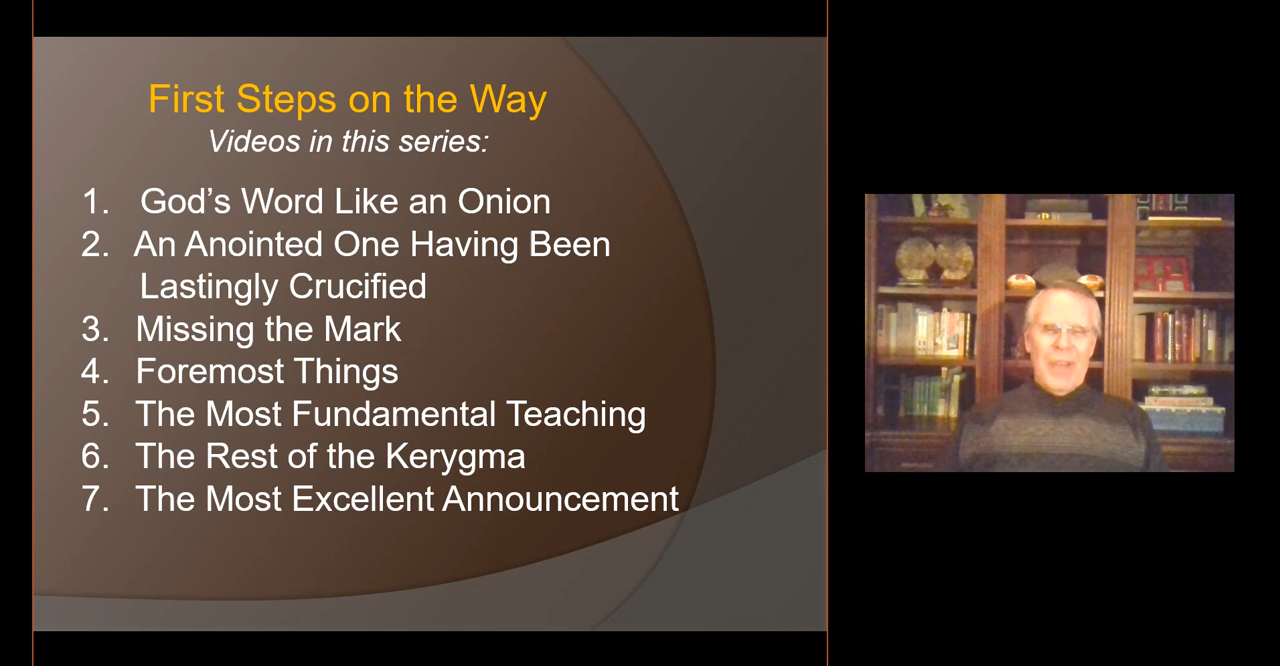 First Steps on the Way
Videos in this series:
1. God’s Word Like an Onion
2. An Anointed One Having Been
Lastingly Crucified
3. Missing the Mark
4. Foremost Things
5. The Most Fundamental Teaching
6. The Rest of the Kerygma
7. The Most Excellent Announcement